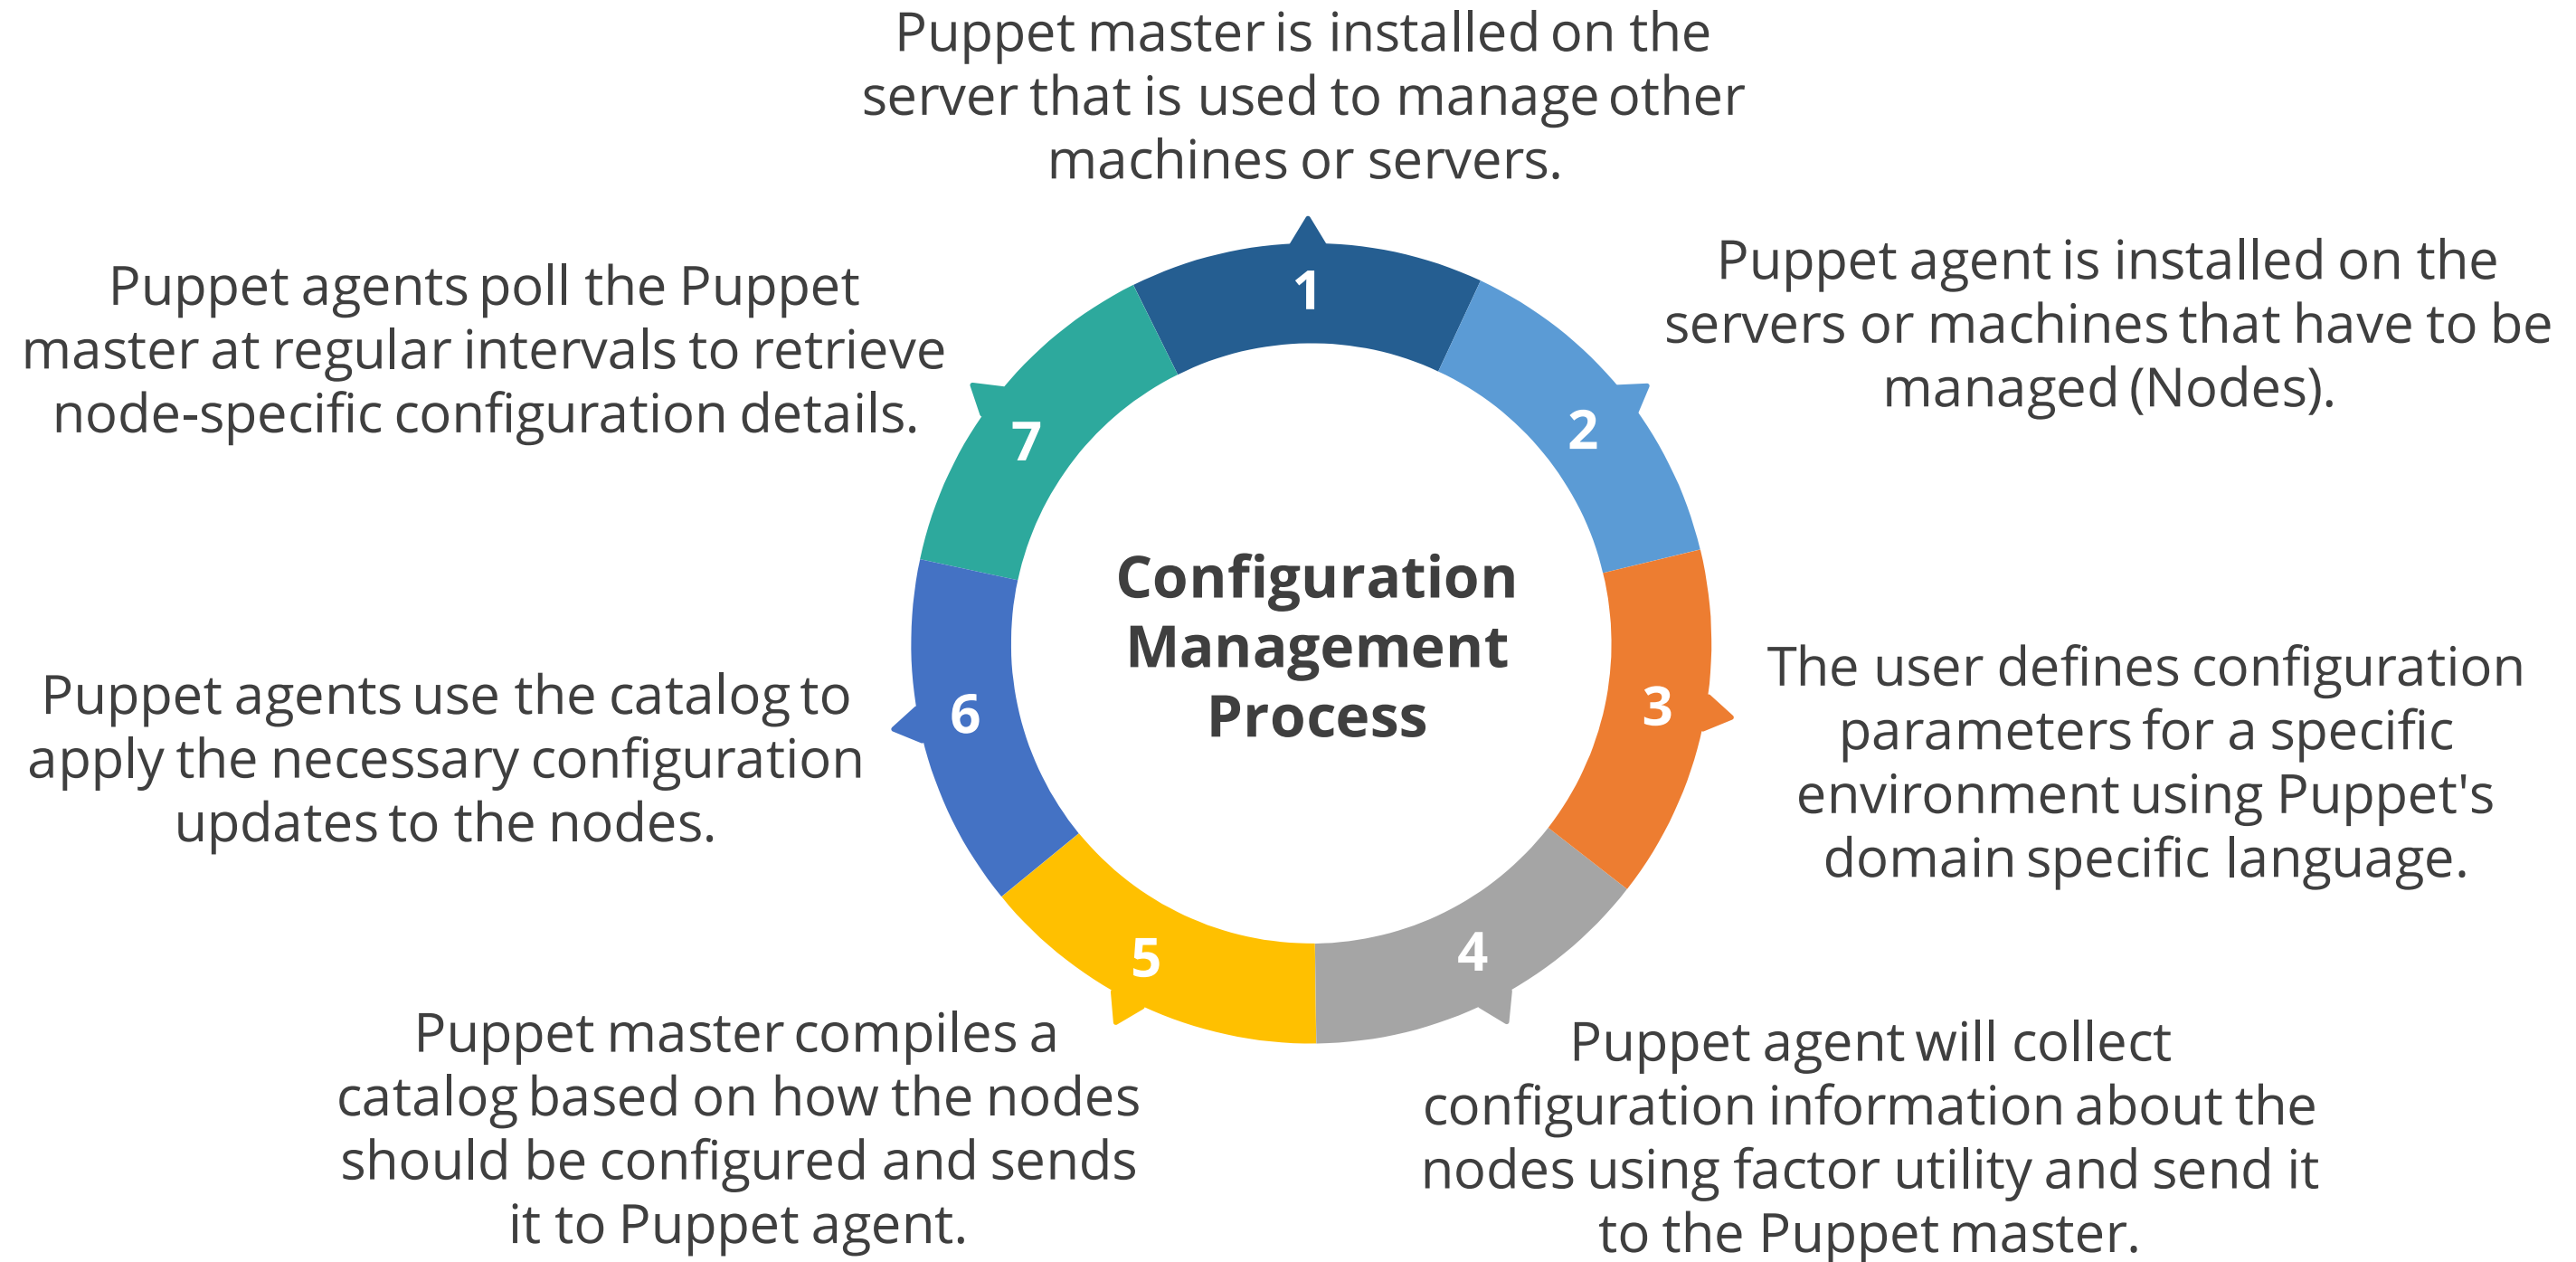 Puppet master is installed on the
server that is used to manage other
machines or servers.
1
Puppet agent is installed on the
servers or machines that have to be
managed (Nodes).
2
The user defines configuration
parameters for a specific
environment using Puppet's
domain specific language.
3
Puppet agent will collect
configuration information about the
nodes using factor utility and send it
to the Puppet master.
4
Puppet master compiles a
catalog based on how the nodes
should be configured and sends
it to Puppet agent.
5
Puppet agents use the catalog to
apply the necessary configuration
updates to the nodes.
6
Puppet agents poll the Puppet
master at regular intervals to retrieve
node-specific configuration details.
7
Configuration
Management
Process